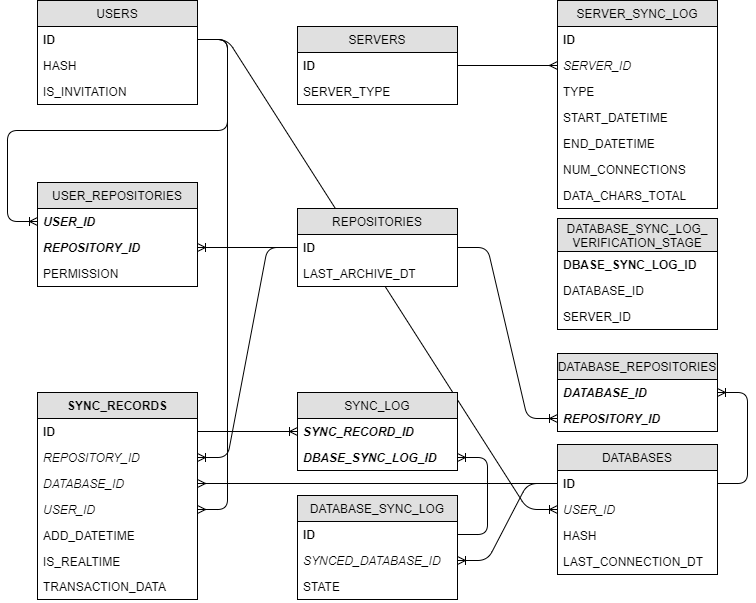 USERS
ID
HASH
IS_INVITATION
SERVERS
ID
SERVER_TYPE
SERVER_SYNC_LOG
ID
SERVER_ID
TYPE
START_DATETIME
END_DATETIME
NUM_CONNECTIONS
DATA_CHARS_TOTAL
USER_REPOSITORIES
USER_ID
REPOSITORY_ID
PERMISSION
REPOSITORIES
ID
LAST_ARCHIVE_DT
DATABASE_SYNC_LOG_
VERIFICATION_STAGE
DBASE_SYNC_LOG_ID
DATABASE_ID
SERVER_ID
DATABASE_REPOSITORIES
DATABASE_ID
REPOSITORY_ID
SYNC_RECORDS
ID
REPOSITORY_ID
DATABASE_ID
USER_ID
ADD_DATETIME
IS_REALTIME
TRANSACTION_DATA
SYNC_LOG
SYNC_RECORD_ID
DBASE_SYNC_LOG_ID
DATABASES
ID
USER_ID
HASH
LAST_CONNECTION_DT
DATABASE_SYNC_LOG
ID
SYNCED_DATABASE_ID
STATE